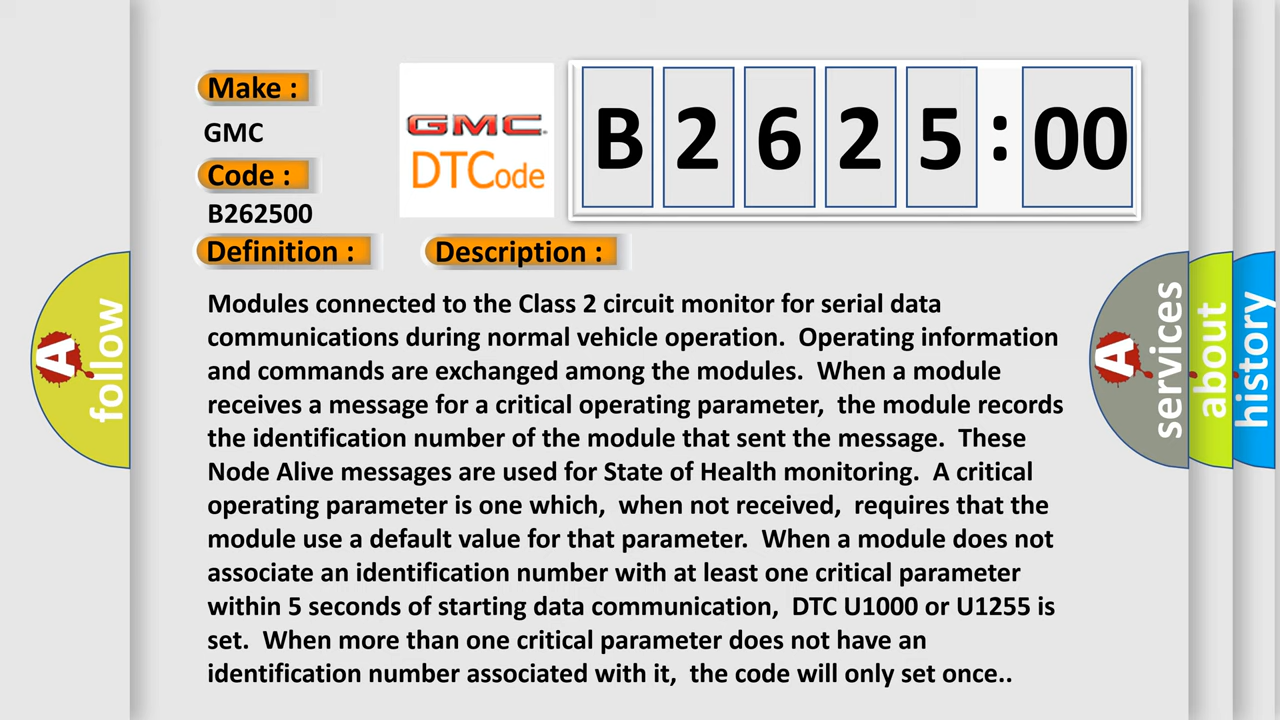 Make :
GMC
Code :
B262500
Definition :
Description :
GMC
DTCode
B2625:00
Modules connected to the Class 2 circuit monitor for serial data
communications during normal vehicle operation. Operating information
and commands are exchanged among the modules. When a module
receives a message for a critical operating parameter, the module records
the identification number of the module that sent the message. These
Node Alive messages are used for State of Health monitoring. A critical
operating parameter is one which, when not received, requires that the
module use a default value for that parameter. When a module does not
associate an identification number with at least one critical parameter
within 5 seconds of starting data communication, DTC U1000 or U1255 is
set. When more than one critical parameter does not have an
identification number associated with it, the code will only set once..
A
follow
A
services
about
history